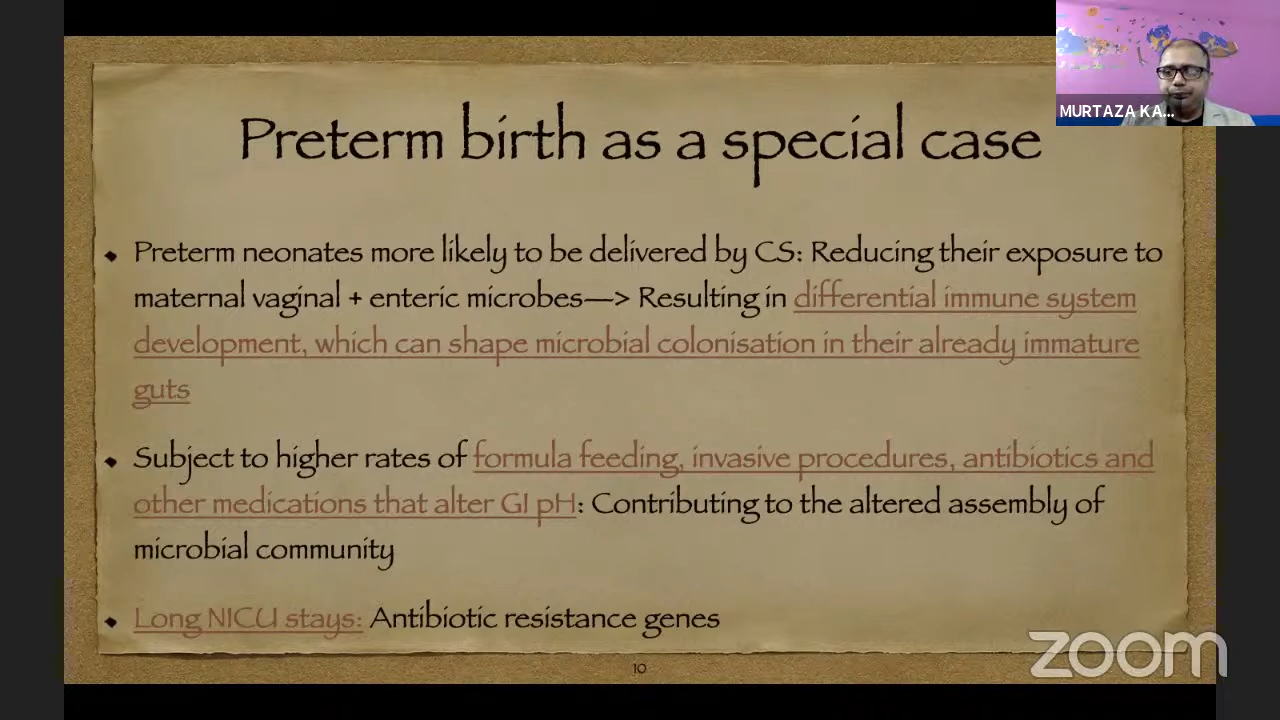 MURTAZA KA...
Preterm birth as a special case
Preterm neonates more likely to be delivered by CS: Reducing their exposure to
maternal vaginal + enteric microbes—> Resulting in differential immune system
development, which can shape microbial colonisation in their already immature
guts
Subject to higher rates of formula feeding, invasive procedures, antibiotics and
other medications that alter GI pH: Contributing to the altered assembly of
microbial community
Long NICU stays: Antibiotic resistance genes
10
zoom